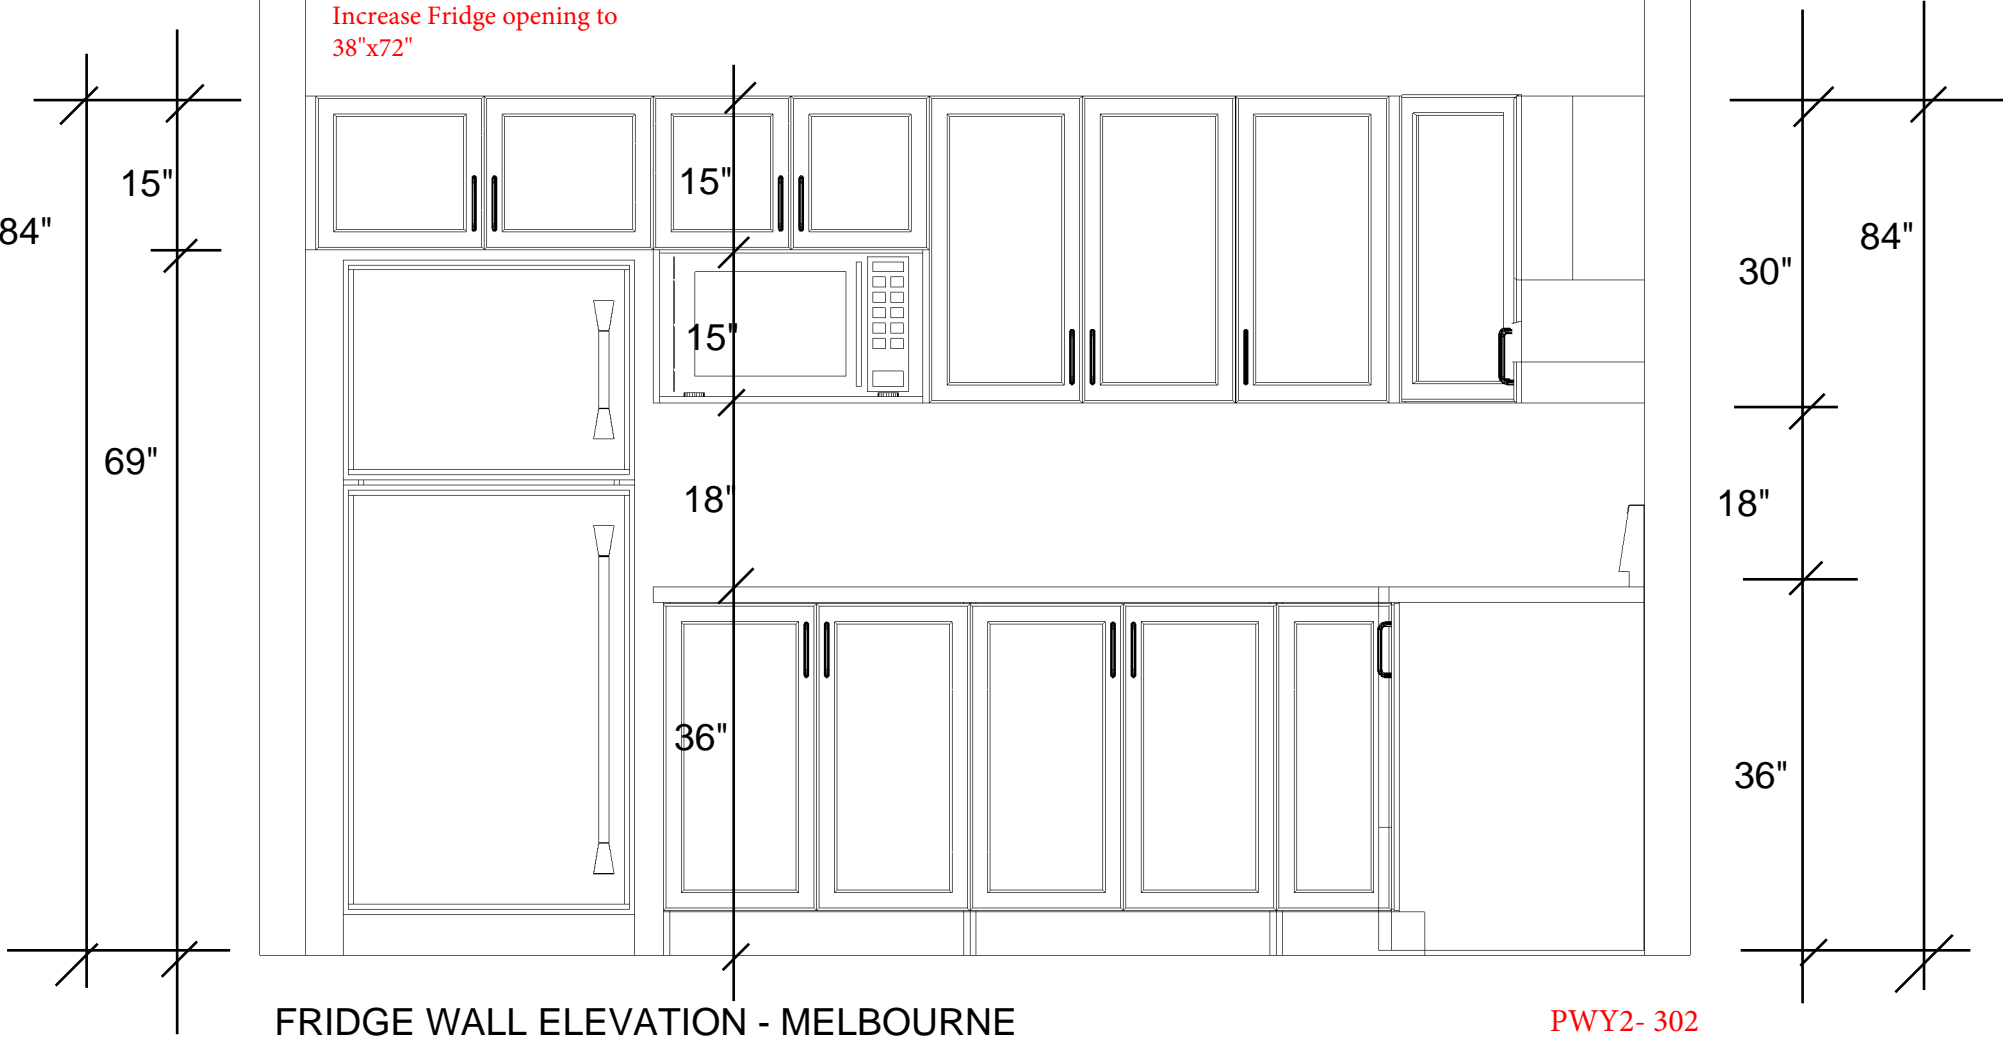 Increase Fridge opening to
38"x72"
15"
15"
84"
84"
30"
15"
69"
18"
18"
36"
36"
FRIDGE WALL ELEVATION - MELBOURNE
PWY2- 302